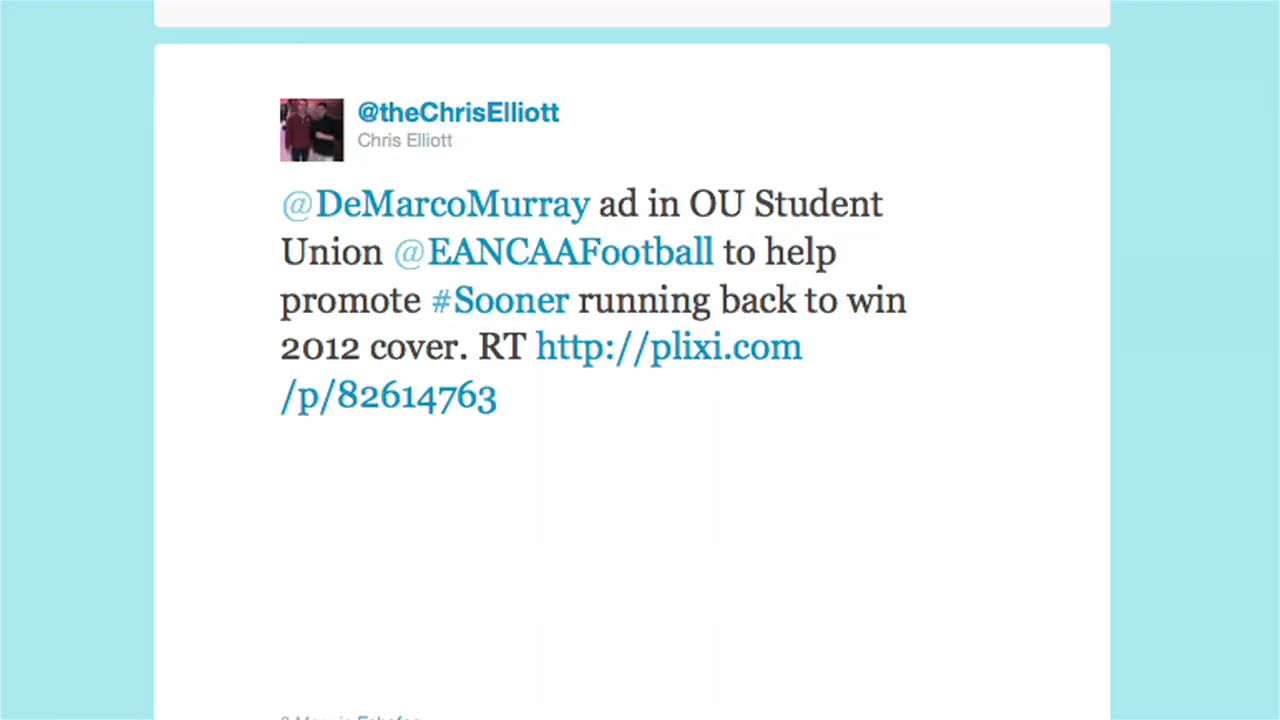 @theChrisElliott
Chris Elliott
@DeMarcoMurray ad in OU Student
Union @EANCAAFootball to help
promote #Sooner running back to win
2012 cover. RT http://plixi.com
/p/82614763